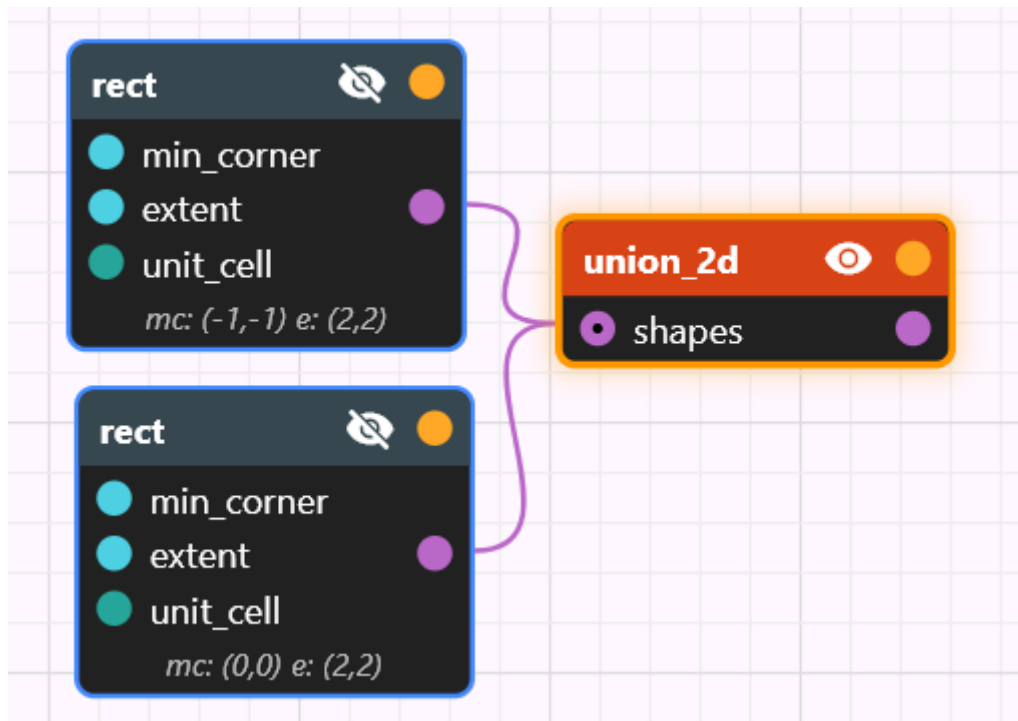 rect
min_corner
extent
unit_cell
mc: (-1,-1) e: (2,2)
union_2d
shapes
rect
min_corner
extent
unit_cell
mc: (0,0) e: (2,2)